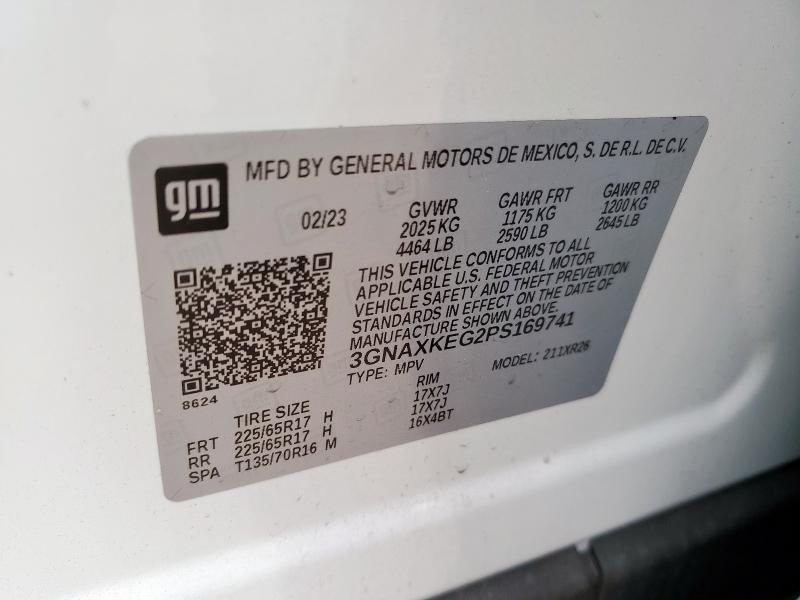 gm
MFD BY GENERAL MOTORS DE MEXICO, S. DE R.L. DE C.V.
02/23 GVWR GAWR FRT GAWR RR
2025 KG 1175 KG 1200 KG
4464 LB 2590 LB 2645 LB
THIS VEHICLE CONFORMS TO ALL
APPLICABLE U.S. FEDERAL MOTOR
VEHICLE SAFETY AND THEFT PREVENTION
STANDARDS IN EFFECT ON THE DATE OF
MANUFACTURE SHOWN ABOVE.
3GNAXKEG2PS169741
TYPE: MPV MODEL: 211XR26
8624
TIRE SIZE RIM
FRT 225/65R17 H 17X7J
RR 225/65R17 H 17X7J
SPA T135/70R16 M 16X4BT